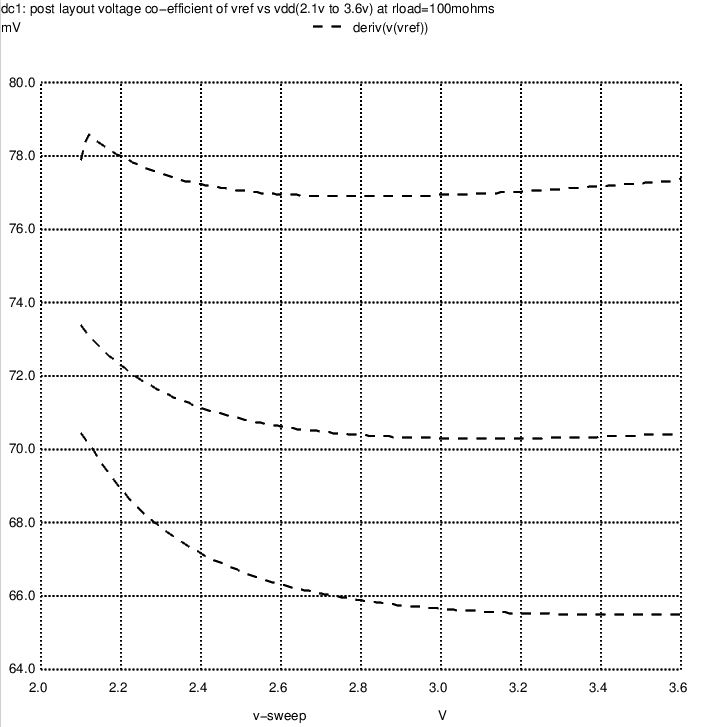 dc1: post layout voltage co-efficient of vref vs vdd(2.1v to 3.6v) at rload=100mohms
mV
deriv(v(vref))
80.0
78.0
76.0
74.0
72.0
70.0
68.0
66.0
64.0
2.0 2.2 2.4 2.6 2.8 3.0 3.2 3.4 3.6
v-sweep V